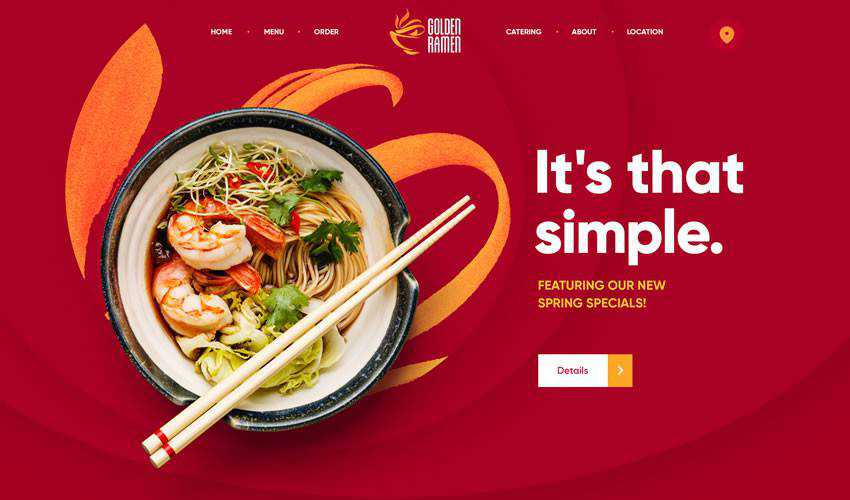 HOME
MENU
ORDER
GOLDEN
RAMEN
CATERING
ABOUT
LOCATION
It's that
simple.
FEATURING OUR NEW
SPRING SPECIALS!
Details